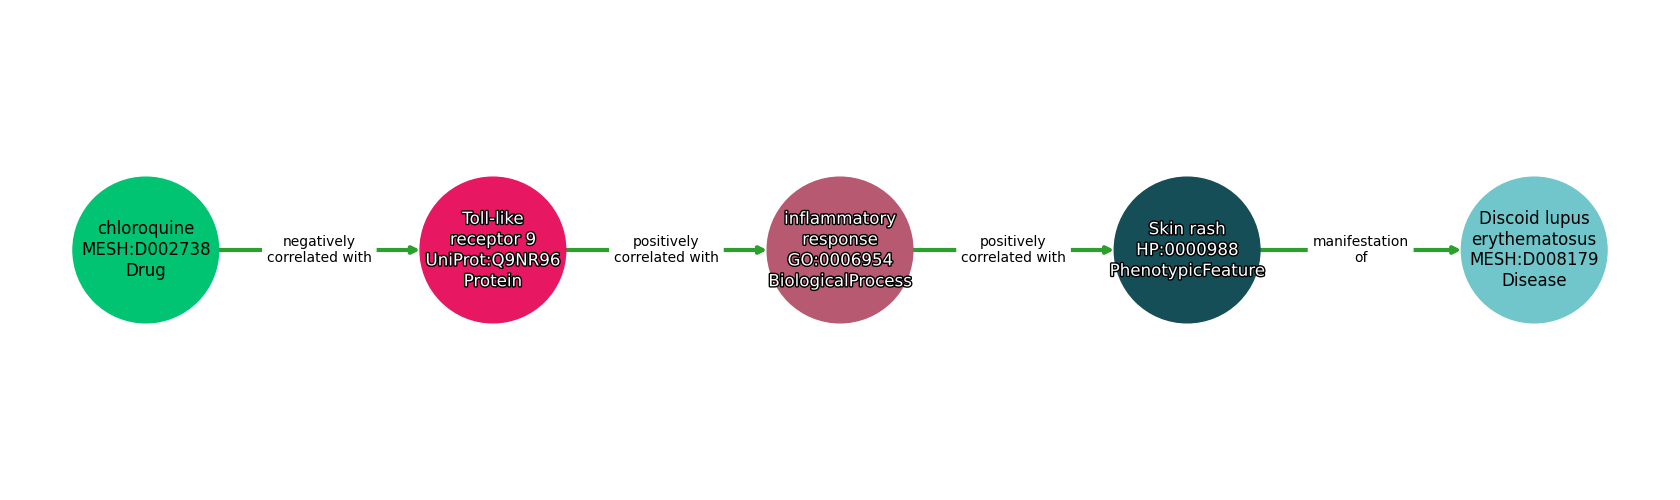 chloroquine
MESH:D002738
Drug
negatively
correlated with
Toll-like
receptor 9
UniProt:Q9NR96
Protein
positively
correlated with
inflammatory
response
GO:0006954
BiologicalProcess
positively
correlated with
Skin rash
HP:0000988
PhenotypicFeature
manifestation
of
Discoid lupus
erythematosus
MESH:D008179
Disease